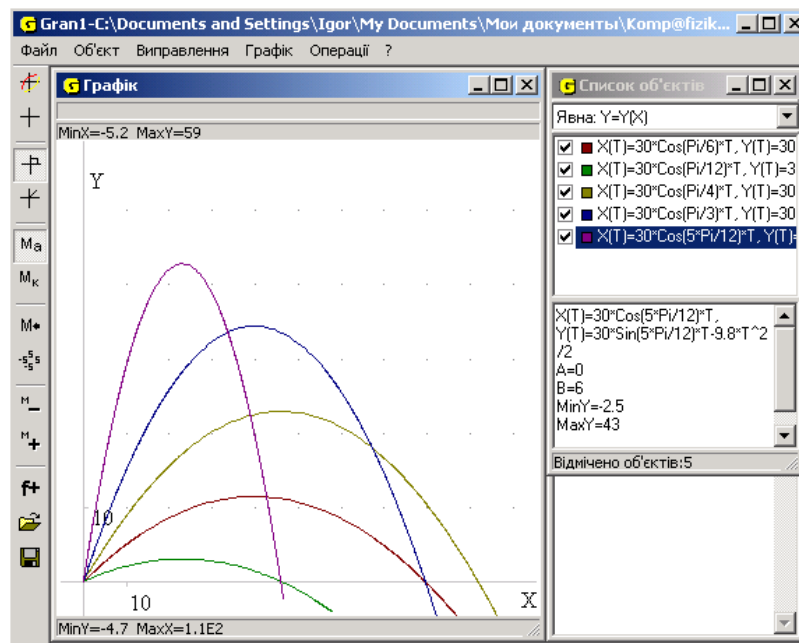 Gran1-C:\Documents and Settings\Igor\My Documents\Мои документы\Komp@fizik...
Файл Об'єкт Виправлення Графік Операції ?
Графік
MinX=-5.2 MaxY=59
Y
10
10
X
MinY=-4.7 MaxX=1.1E2
Список об'єктів
Явна: Y=Y(X)
X(T)=30*Cos(Pi/6)*T, Y(T)=30
X(T)=30*Cos(Pi/12)*T, Y(T)=3
X(T)=30*Cos(Pi/4)*T, Y(T)=30
X(T)=30*Cos(Pi/3)*T, Y(T)=30
X(T)=30*Cos(5*Pi/12)*T, Y(T)=
X(T)=30*Cos(5*Pi/12)*T,
Y(T)=30*Sin(5*Pi/12)*T-9.8*T^2
/2
A=0
B=6
MinY=-2.5
MaxY=43
Відмічено об'єктів:5
Ma
Мк
M
-5 5 5
M
M
f+